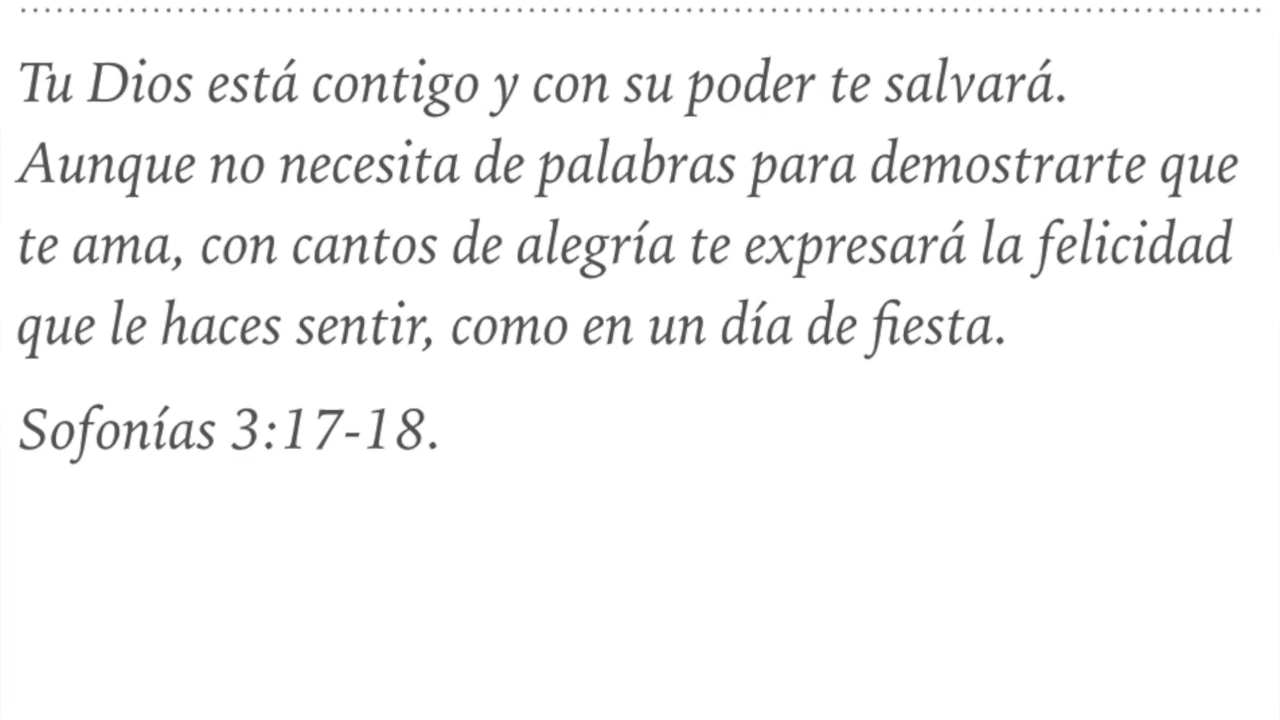 Tu Dios está contigo y con su poder te salvará.
Aunque no necesita de palabras para demostrarte que
te ama, con cantos de alegría te expresará la felicidad
que le haces sentir, como en un día de fiesta.
Sofonías 3:17-18.